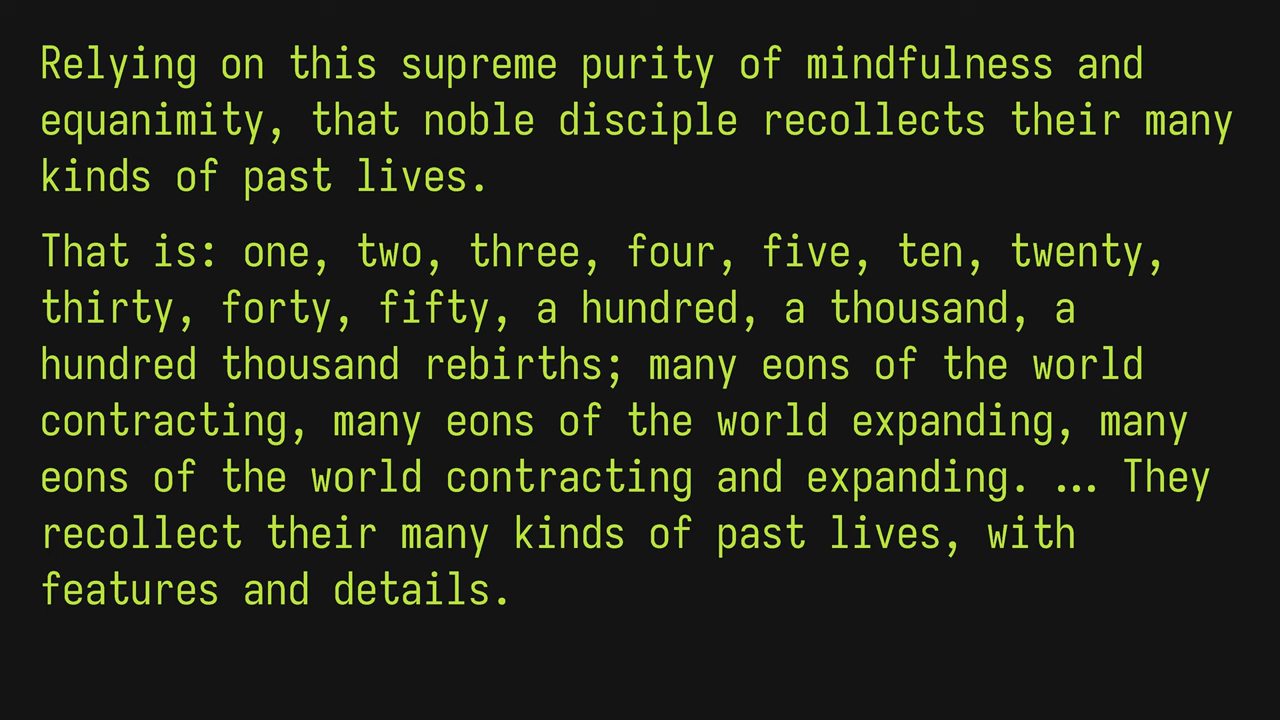 Relying on this supreme purity of mindfulness and
equanimity, that noble disciple recollects their many
kinds of past lives.
That is: one, two, three, four, five, ten, twenty,
thirty, forty, fifty, a hundred, a thousand, a
hundred thousand rebirths; many eons of the world
contracting, many eons of the world expanding, many
eons of the world contracting and expanding. … They
recollect their many kinds of past lives, with
features and details.